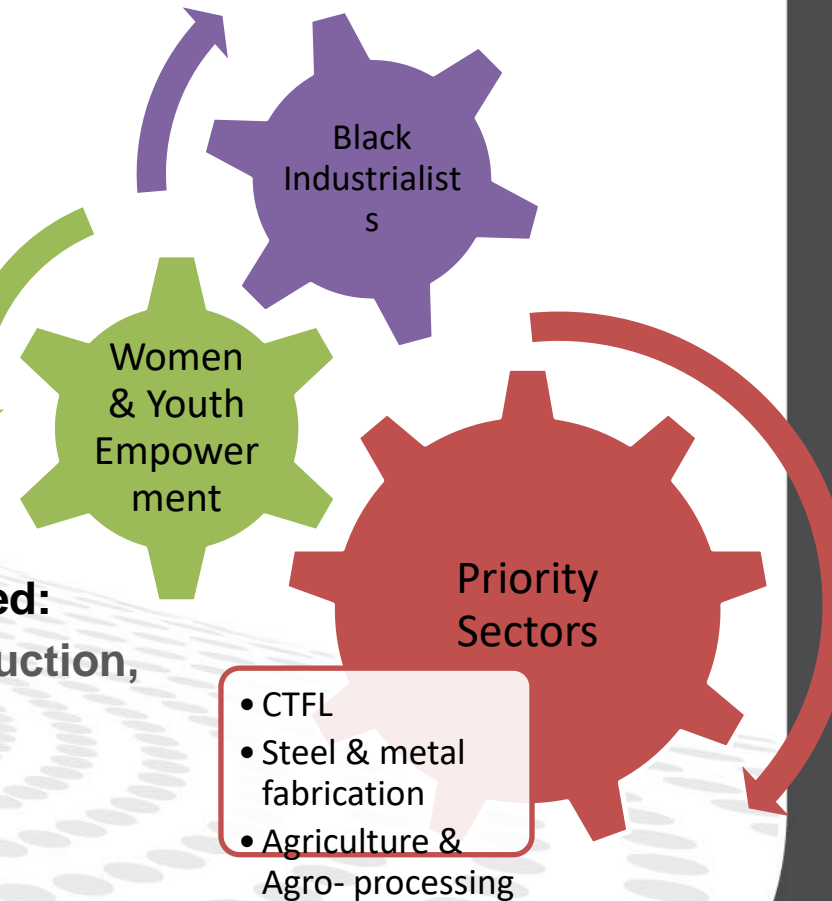 Black
Industrialist
s
Women
& Youth
Empower
ment
ed:
uction,
Priority
Sectors
• CTFL
• Steel & metal
fabrication
• Agriculture &
Agro- processing